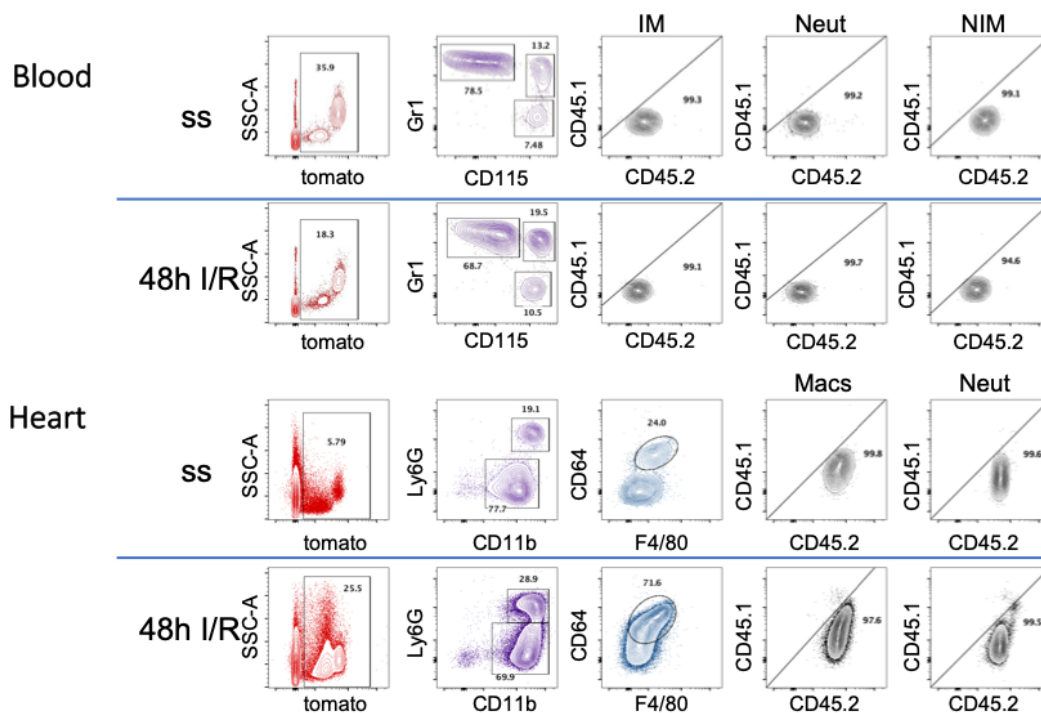 IM Neut NIM
Blood
ss
SSC-A 35.9 tomato
Gr1 13.2 78.5 7.48 CD115
CD45.1 99.3 CD45.2
CD45.1 99.2 CD45.2
CD45.1 99.1 CD45.2
48h I/R
SSC-A 18.3 tomato
Gr1 19.5 68.7 10.5 CD115
CD45.1 99.1 CD45.2
CD45.1 99.7 CD45.2
CD45.1 94.6 CD45.2
Macs Neut
Heart
ss
SSC-A 5.79 tomato
Ly6G 19.1 77.7 CD11b
CD64 24.0 F4/80
CD45.1 99.8 CD45.2
CD45.1 99.6 CD45.2
48h I/R
SSC-A 25.5 tomato
Ly6G 28.9 69.9 CD11b
CD64 71.6 F4/80
CD45.1 97.6 CD45.2
CD45.1 99.5 CD45.2